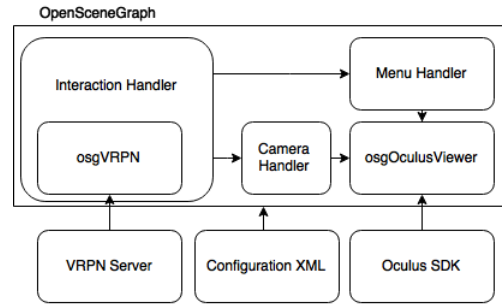 OpenSceneGraph
Interaction Handler
Menu Handler
osgVRPN
Camera
Handler
osgOculusViewer
VRPN Server
Configuration XML
Oculus SDK